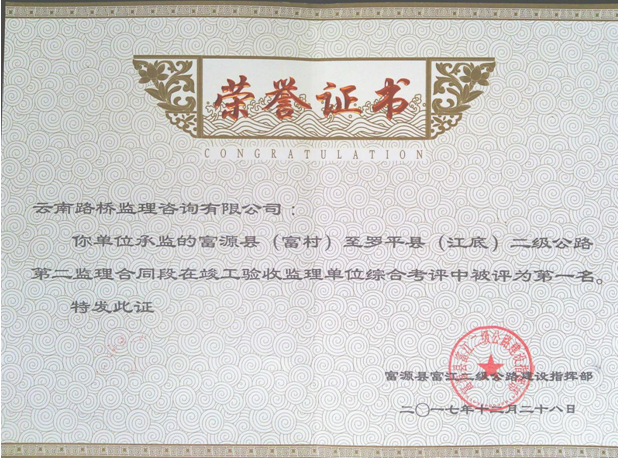 荣誉证书
CONGRATULATION
云南路桥监理咨询有限公司：
你单位承监的富源县（富村）至罗平县（江底）二级公路
第二监理合同段在竣工验收监理单位综合考评中被评为第一名。
特发此证
富源县富江二级公路建设指挥部
二〇一七年十二月二十八日